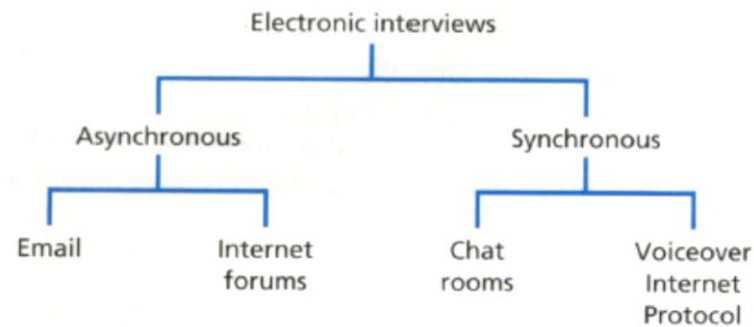 Electronic interviews
Asynchronous
Synchronous
Email
Internet
forums
Chat
rooms
Voiceover
Internet
Protocol